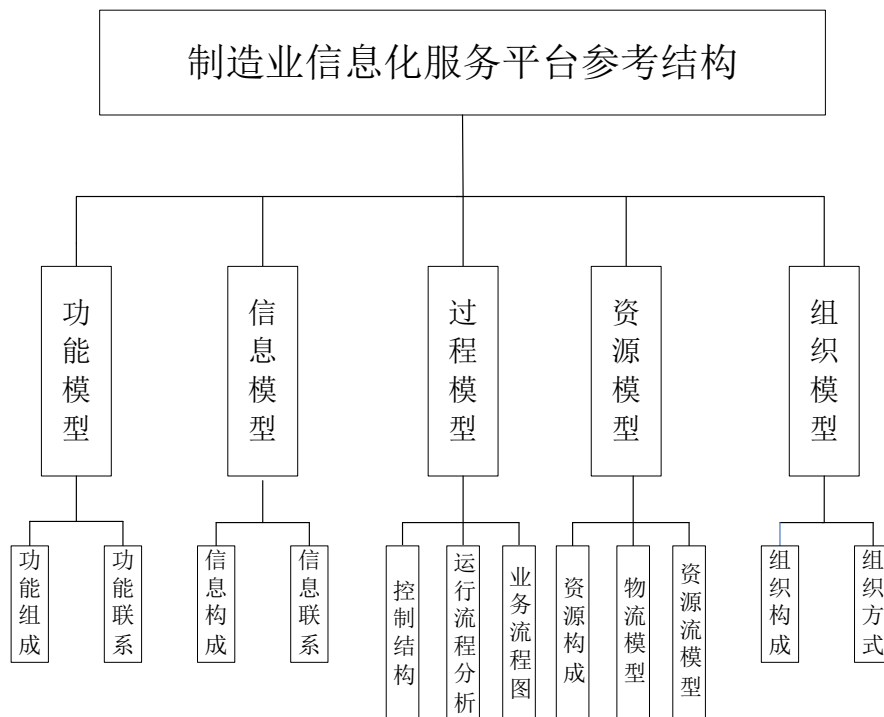 制造业信息化服务平台参考结构
功能模型
信息模型
过程模型
资源模型
组织模型
功能组成
功能联系
信息构成
信息联系
控制结构
运行流程分析
业务流程图
资源构成
物流模型
资源流模型
组织构成
组织方式